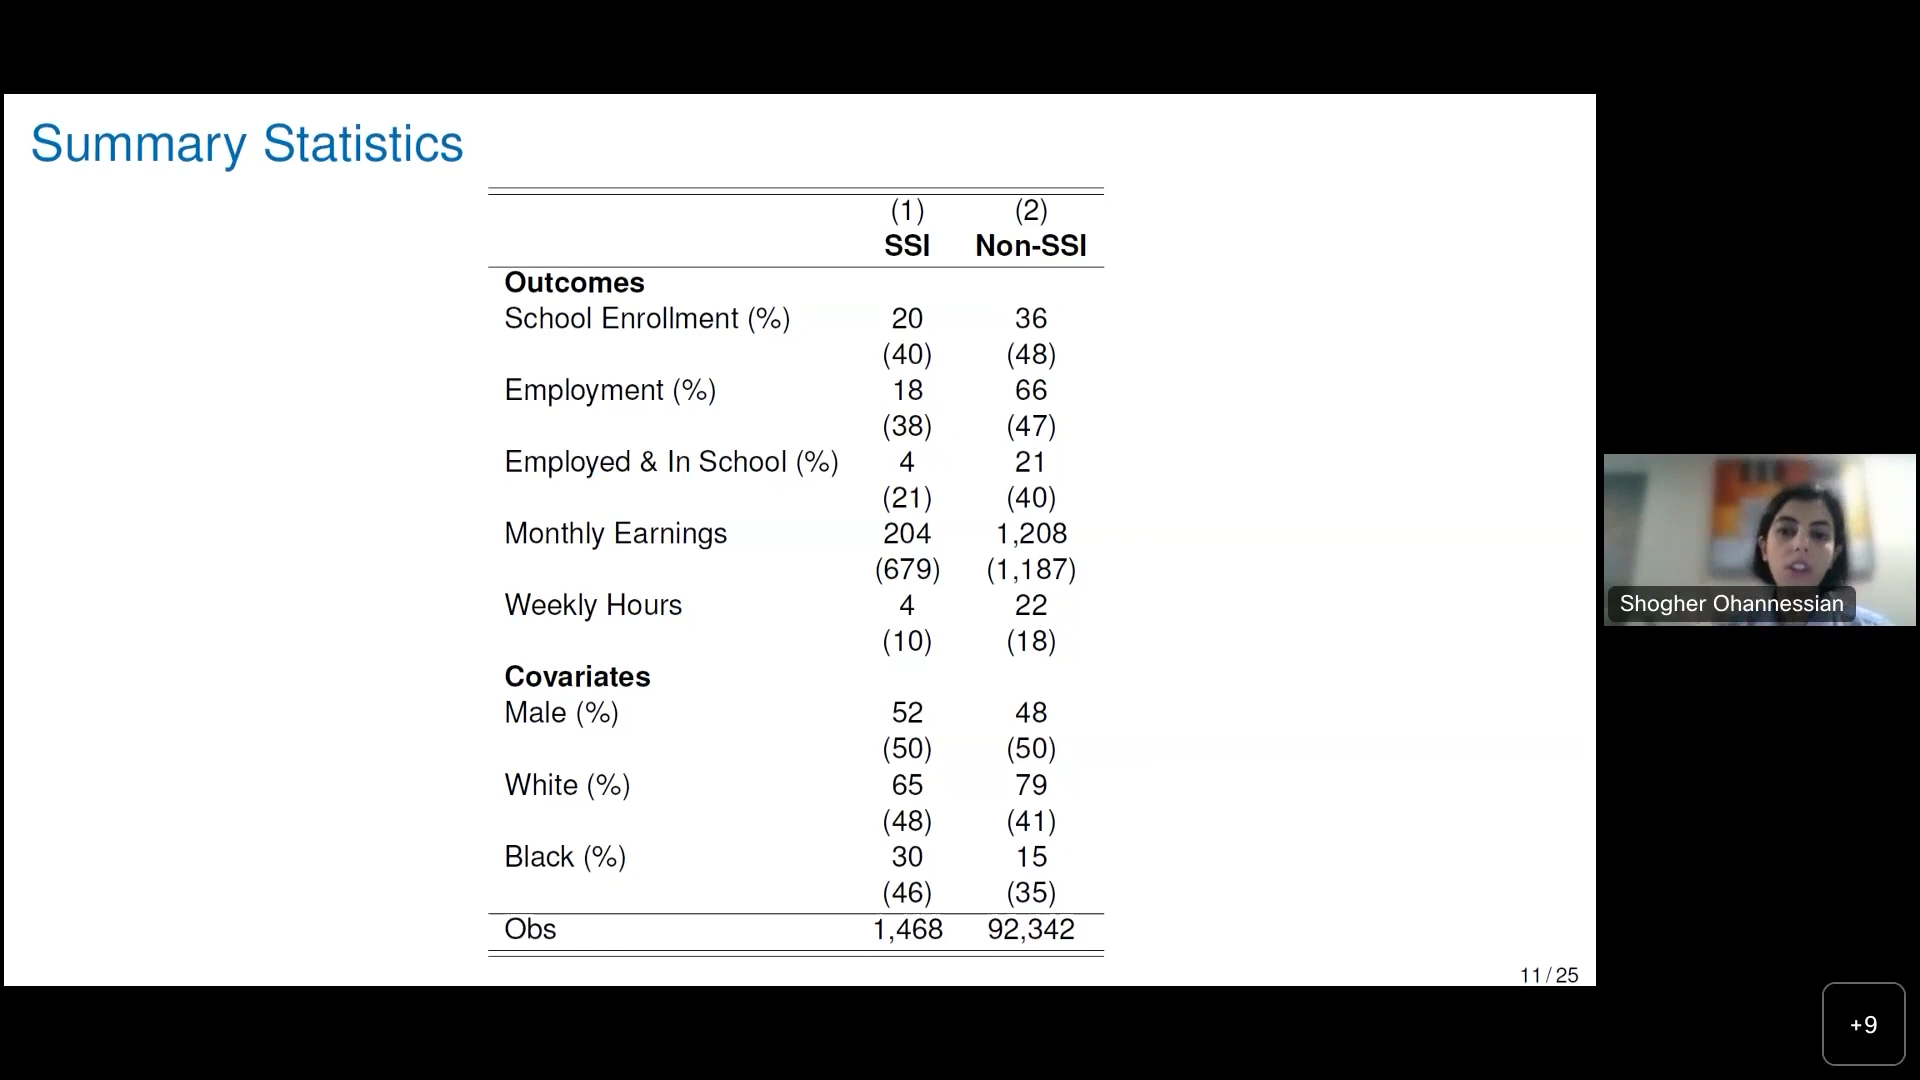 Summary Statistics
(1) (2)
SSI Non-SSI
Outcomes
School Enrollment (%) 20 36
(40) (48)
Employment (%) 18 66
(38) (47)
Employed & In School (%) 4 21
(21) (40)
Monthly Earnings 204 1,208
(679) (1,187)
Weekly Hours 4 22
(10) (18)
Covariates
Male (%) 52 48
(50) (50)
White (%) 65 79
(48) (41)
Black (%) 30 15
(46) (35)
Obs 1,468 92,342
11 / 25
Shogher Ohannessian
+9